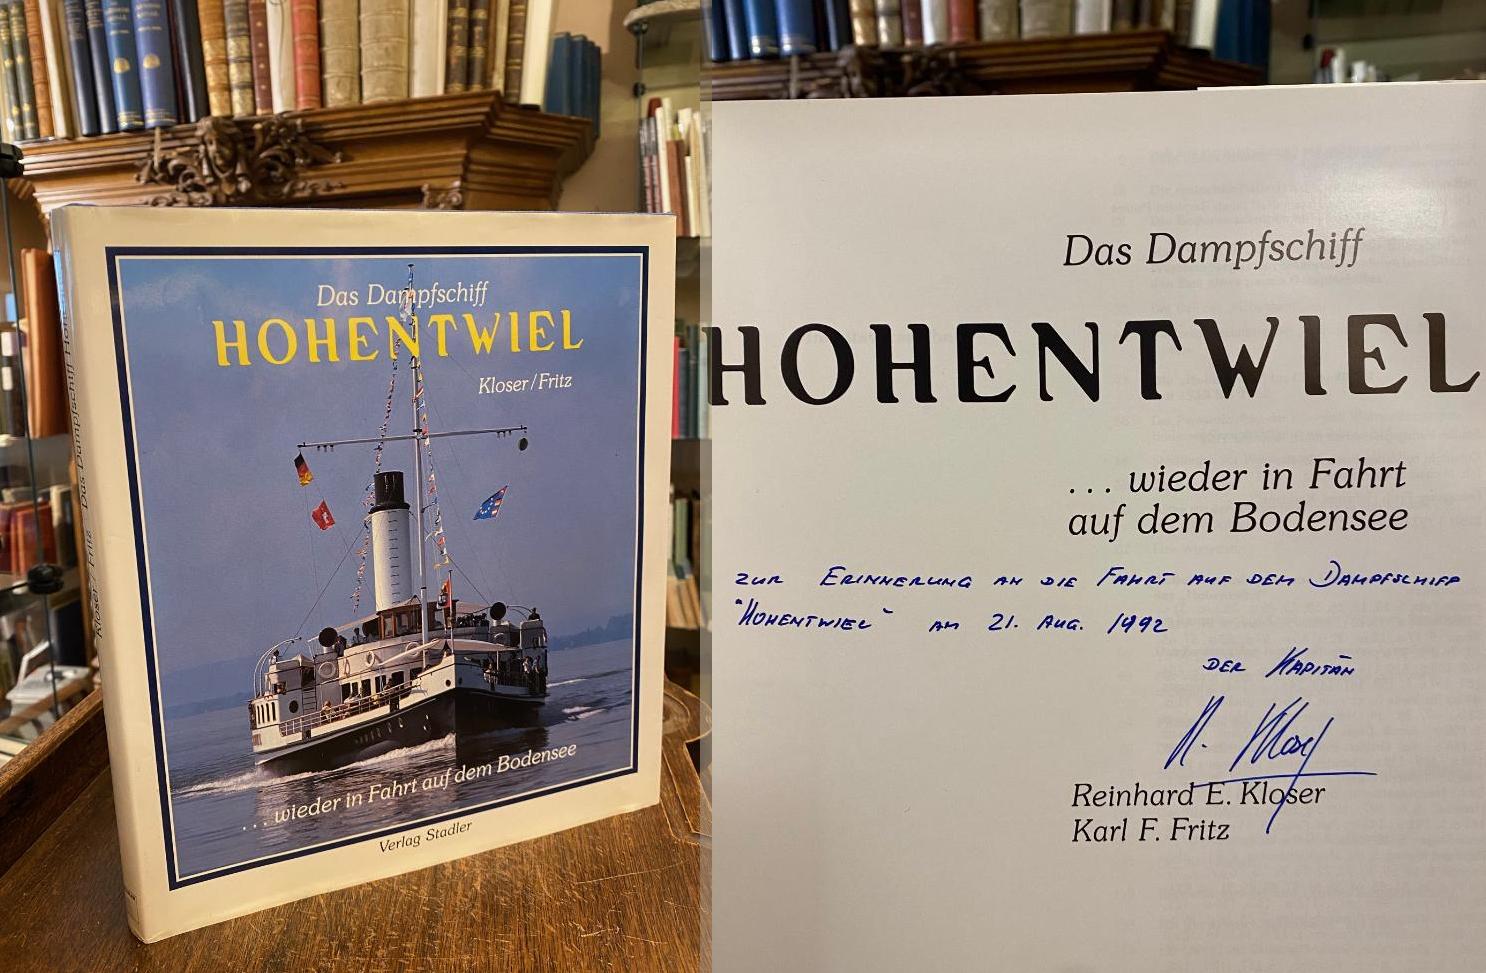 Das Dampfschiff
HOHENTWIEL
Kloser/Fritz
...wieder in Fahrt auf dem Bodensee
Verlag Stadler
Kloser/Fritz Das Dampfschiff
Das Dampfschiff
HOHENTWIEL
...wieder in Fahrt
auf dem Bodensee
ZUR ERINNERUNG AN DIE FAHRT AUF DEM DAMPFSCHIFF
"HOHENTWIEL" AM 21. AUG. 1992
DER KAPITÄN
Reinhard E. Kloser
Karl F. Fritz